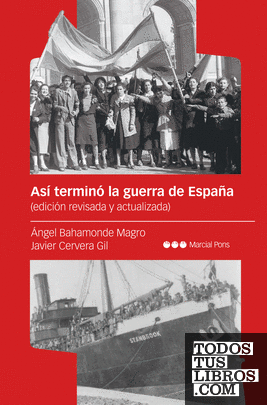 Así terminó la guerra de España
(edición revisada y actualizada)
Ángel Bahamonde Magro
Javier Cervera Gil
Marcial Pons
STANBROOK
TODOS
TUS
LIBROS